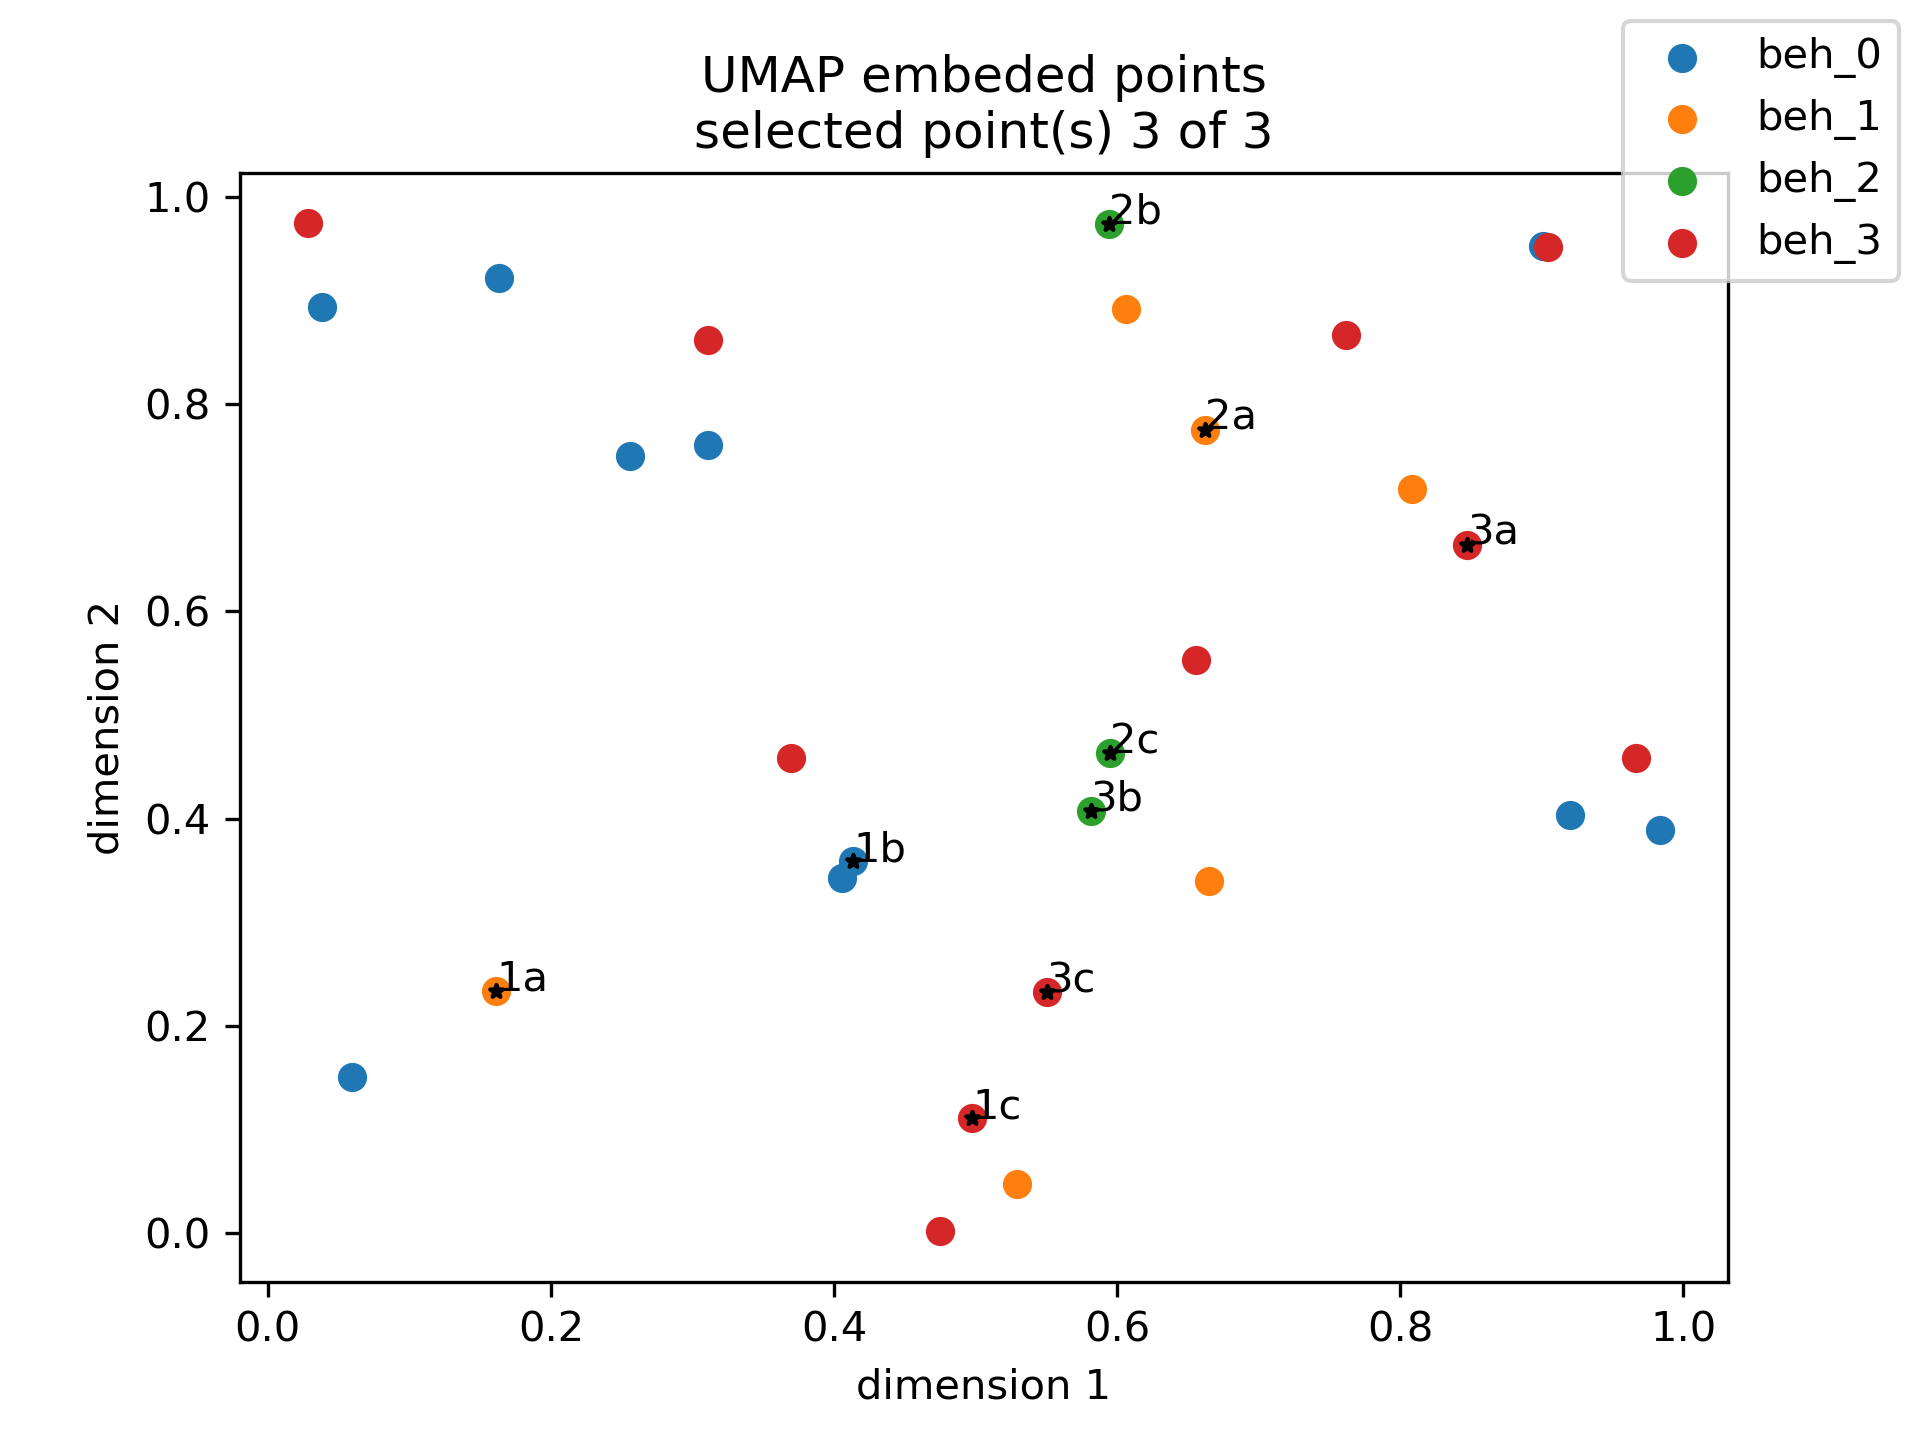 UMAP embeded points
selected point(s) 3 of 3
beh_0
beh_1
beh_2
beh_3
1.0
0.8
0.6
0.4
0.2
0.0
dimension 2
2b
2a
3a
2c
3b
1b
1a
3c
1c
0.0 0.2 0.4 0.6 0.8 1.0
dimension 1